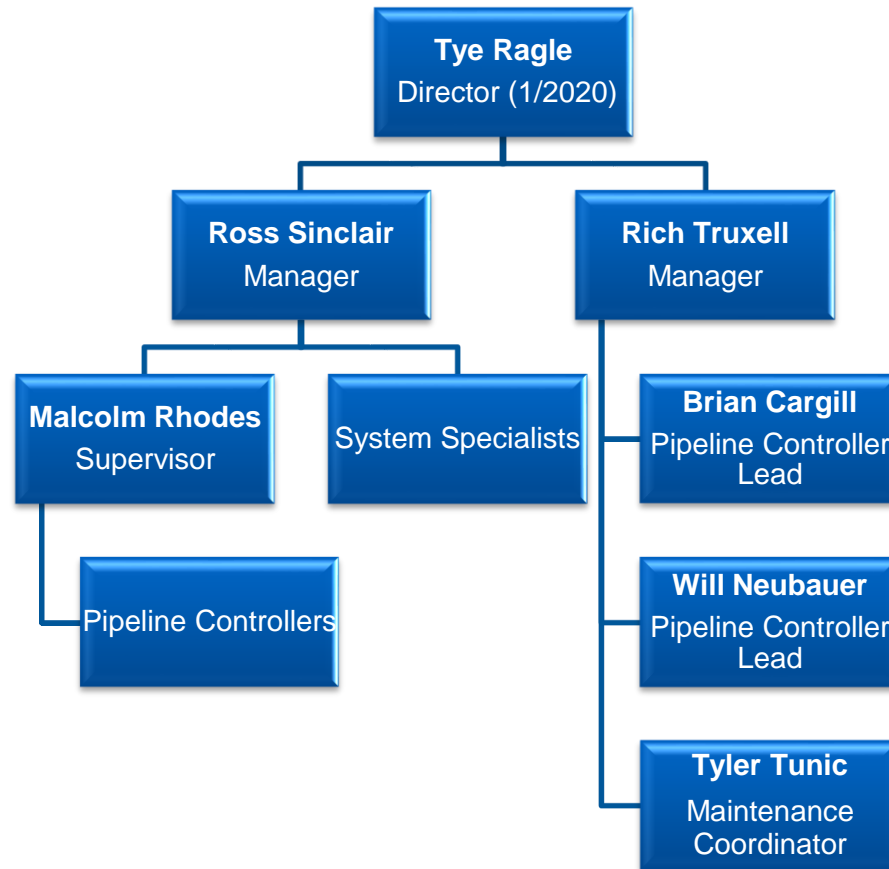 Tye Ragle
Director (1/2020)
Ross Sinclair
Manager
Rich Truxell
Manager
Malcolm Rhodes
Supervisor
System Specialists
Brian Cargill
Pipeline Controller
Lead
Pipeline Controllers
Will Neubauer
Pipeline Controller
Lead
Tyler Tunic
Maintenance
Coordinator